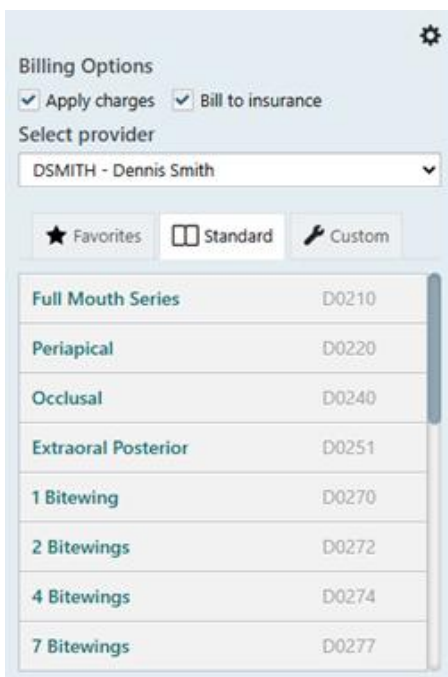 Billing Options
Apply charges Bill to insurance
Select provider
DSMITH - Dennis Smith
Favorites Standard Custom
Full Mouth Series D0210
Periapical D0220
Occlusal D0240
Extraoral Posterior D0251
1 Bitewing D0270
2 Bitewings D0272
4 Bitewings D0274
7 Bitewings D0277